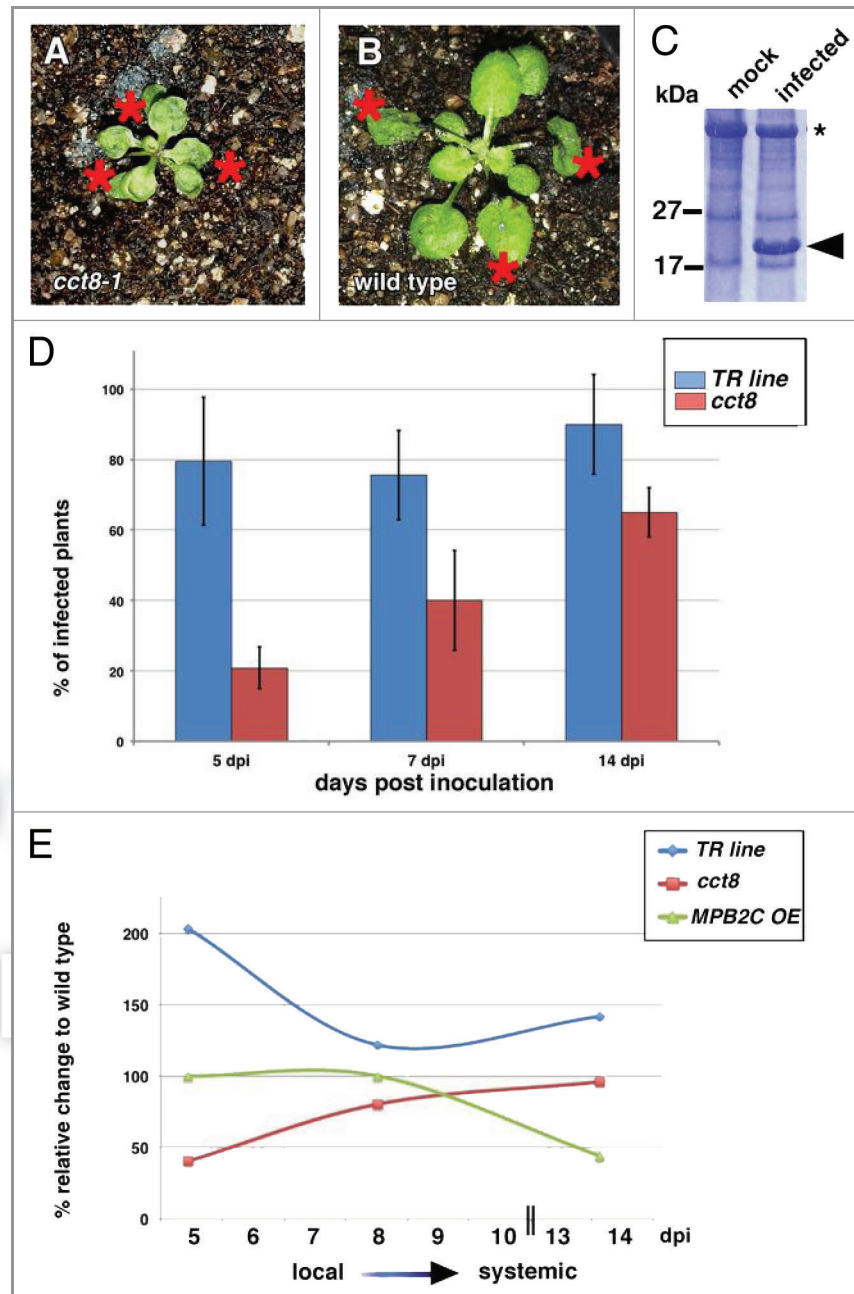 A
cct8-1
B
wild type
C
mock
infected
kDa
*
27
17
D
TR line
cct8
% of infected plants
100
80
60
40
20
0
5 dpi
7 dpi
14 dpi
days post inoculation
E
TR line
cct8
MPB2C OE
% relative change to wild type
200
150
100
50
0
5 6 7 8 9 10 13 14 dpi
local systemic